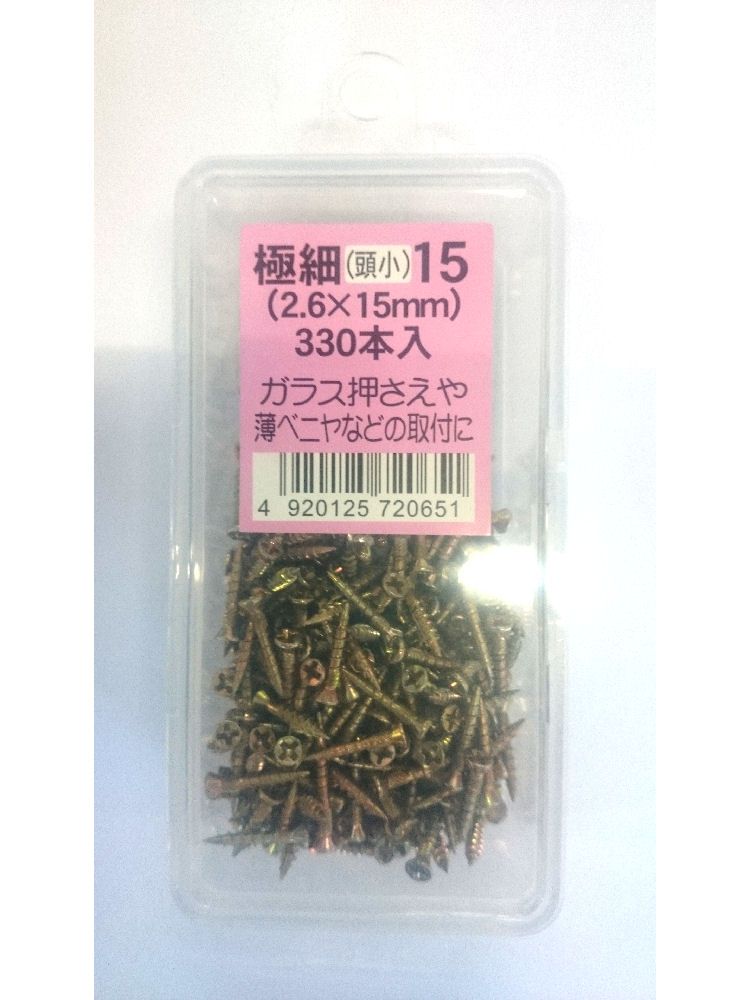 極細(頭小)15
(2.6×15mm)
330本入
ガラス押さえや
薄ベニヤなどの取付に
4 920125 720651